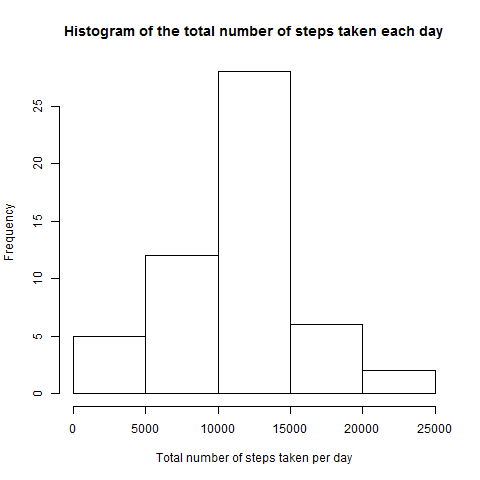 Histogram of the total number of steps taken each day
Frequency
25
20
15
10
5
0
0 5000 10000 15000 20000 25000
Total number of steps taken per day